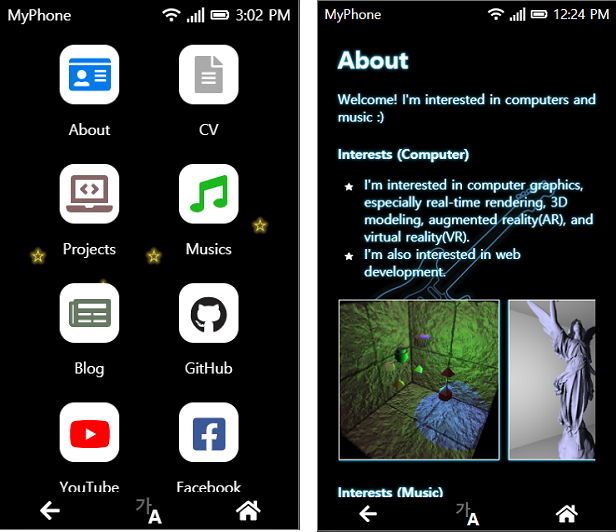 MyPhone 3:02 PM
About CV
Projects Musics
Blog GitHub
YouTube Facebook
가A
MyPhone 12:24 PM
About
Welcome! I'm interested in computers and
music :)
Interests (Computer)
I'm interested in computer graphics,
especially real-time rendering, 3D
modeling, augmented reality(AR), and
virtual reality(VR).
I'm also interested in web
development.
Interests (Music)
가A